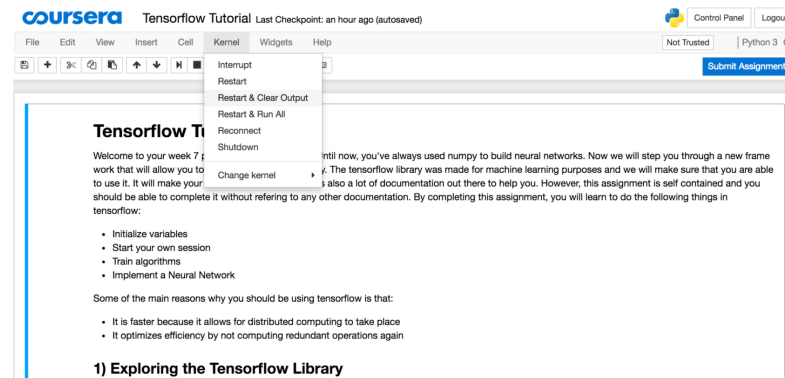 coursera Tensorflow Tutorial Last Checkpoint: an hour ago (autosaved) Control Panel Logou
File Edit View Insert Cell Kernel Widgets Help Not Trusted Python 3
Submit Assignment
Interrupt
Restart
Restart & Clear Output
Restart & Run All
Reconnect
Shutdown
Change kernel
Tensorflow Tu
Welcome to your week 7 p Until now, you've always used numpy to build neural networks. Now we will step you through a new frame
work that will allow you to y. The tensorflow library was made for machine learning purposes and we will make sure that you are able
to use it. It will make your s also a lot of documentation out there to help you. However, this assignment is self contained and you
should be able to complete it without refering to any other documentation. By completing this assignment, you will learn to do the following things in
tensorflow:
• Initialize variables
• Start your own session
• Train algorithms
• Implement a Neural Network
Some of the main reasons why you should be using tensorflow is that:
• It is faster because it allows for distributed computing to take place
• It optimizes efficiency by not computing redundant operations again
1) Exploring the Tensorflow Library